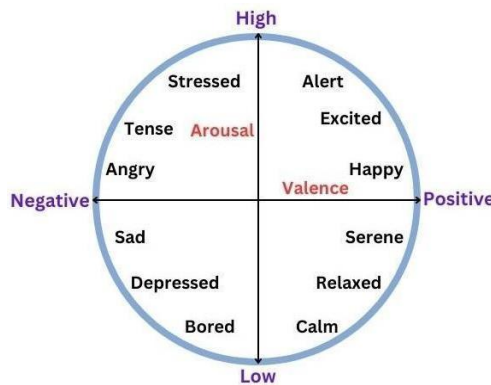 High
Stressed
Alert
Excited
Tense
Arousal
Angry
Happy
Valence
Negative
Positive
Sad
Serene
Depressed
Relaxed
Bored
Calm
Low